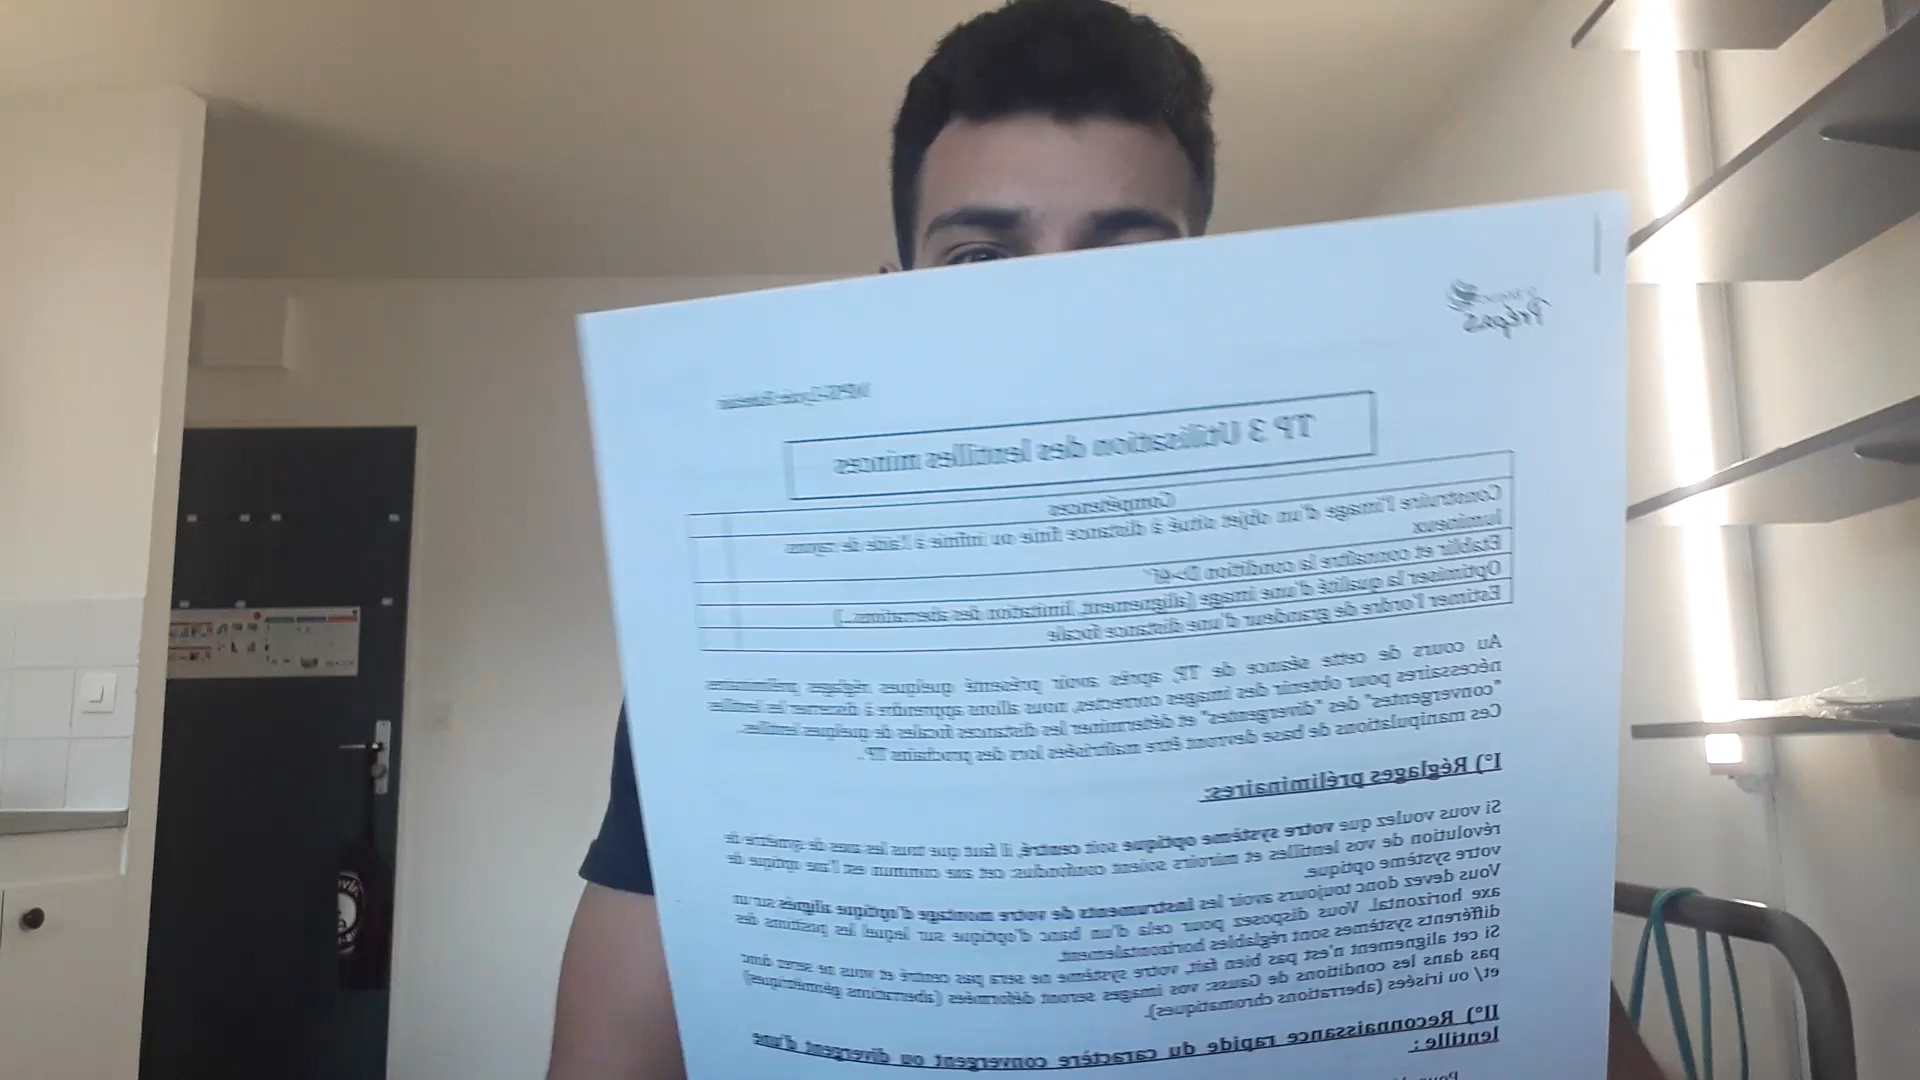 Prépas
TP 3 Utilisation des lentilles minces
Compétences
Construire l'image d'un objet situé à distance finie ou infinie à l'aide de rayons
lumineux
Etablir et connaître la condition D>4f'
Optimiser la qualité d'une image (alignement, limitation des aberrations...)
Estimer l'ordre de grandeur d'une distance focale
Au cours de cette séance de TP, après avoir présenté quelques réglages préliminaires
nécessaires pour obtenir des images correctes, nous allons apprendre à discerner les lentilles
"convergentes" des "divergentes" et déterminer les distances focales de quelques lentilles.
Ces manipulations de base devront être maîtrisées lors des prochains TP.
I°) Réglages préliminaires:
Si vous voulez que votre système optique soit centré, il faut que tous les axes de symétrie de
révolution de vos lentilles et miroirs soient confondus: cet axe commun est l'axe optique de
votre système optique.
Vous devez donc toujours avoir les instruments de votre montage d'optique alignés sur un
axe horizontal. Vous disposez pour cela d'un banc d'optique sur lequel les positions des
différents systèmes sont réglables horizontalement.
Si cet alignement n'est pas bien fait, votre système ne sera pas centré et vous ne serez donc
pas dans les conditions de Gauss: vos images seront déformées (aberrations géométriques)
et/ ou irisées (aberrations chromatiques).
II°) Reconnaissance rapide du caractère convergent ou divergent d'une
lentille :